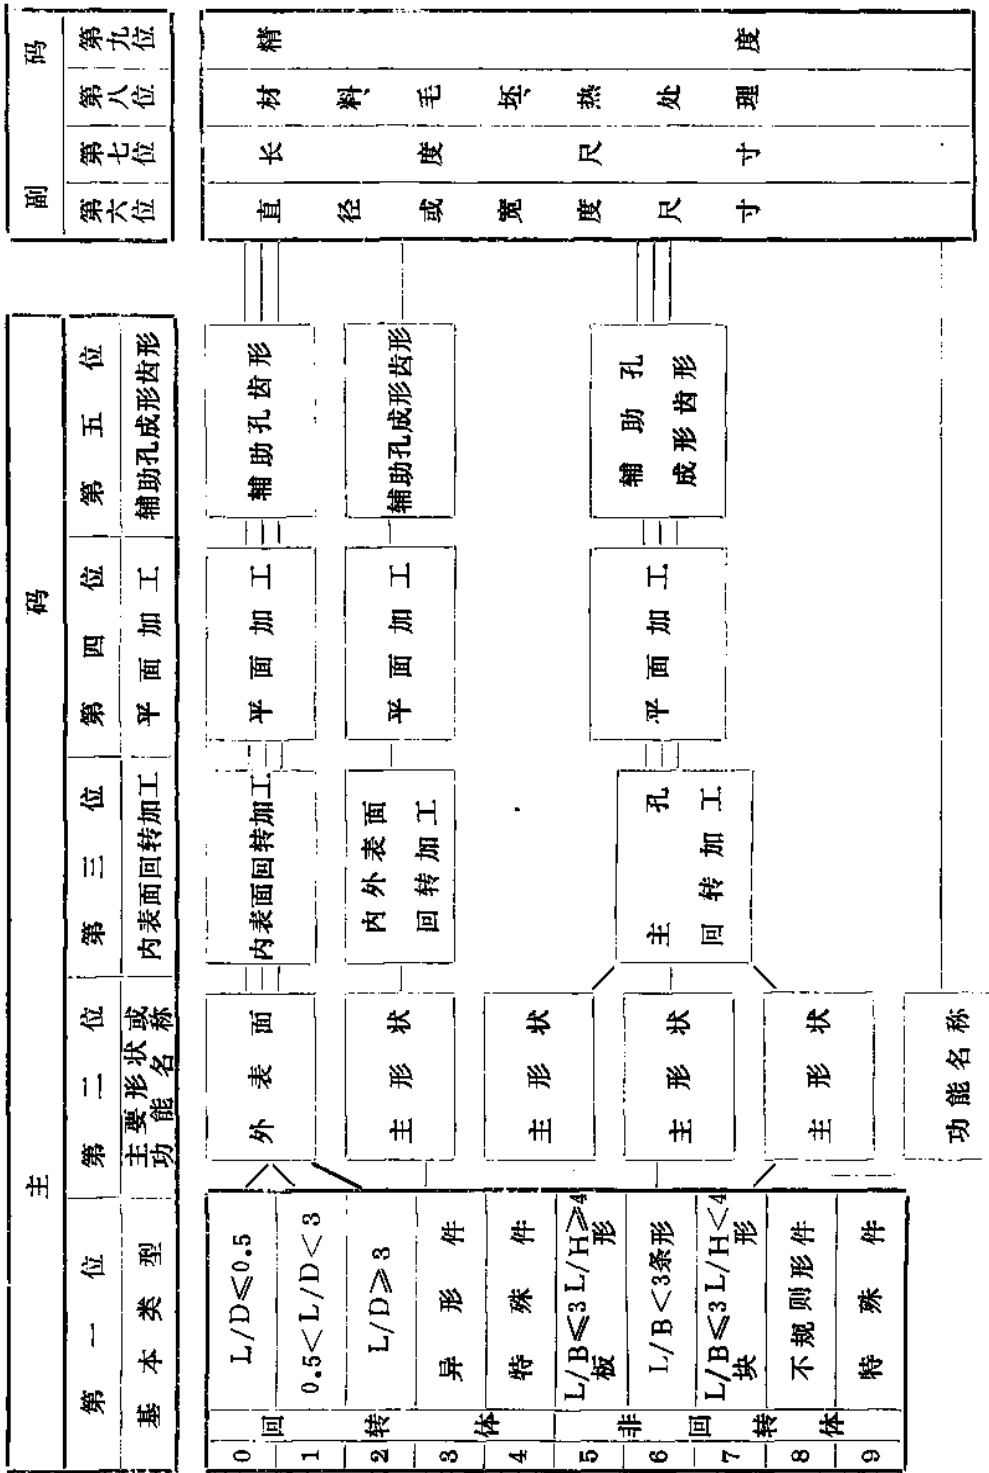 主 码
副 码
第一位
第二位
第三位
第四位
第五位
第六位
第七位
第八位
第九位
基本类型
主要形状或
功能名称
内表面回转加工
平面加工
辅助孔成形齿形
回转体
非回转体
0 L/D≤0.5
1 0.5<L/D<3
2 L/D≥3
3 异形件
4 特殊件
5 L/B≤3 L/H≥4
板形
6 L/B<3条形
7 L/B≤3 L/H<4
块形
8 不规则形件
9 特殊件
外表面
主形状
主形状
主形状
主形状
功能名称
内表面回转加工
内外表面
回转加工
主孔
回转加工
平面加工
平面加工
平面加工
辅助孔齿形
辅助孔成形齿形
辅助孔
成形齿形
直径或宽度尺寸
长度尺寸
材料、毛坯、热处理
精度